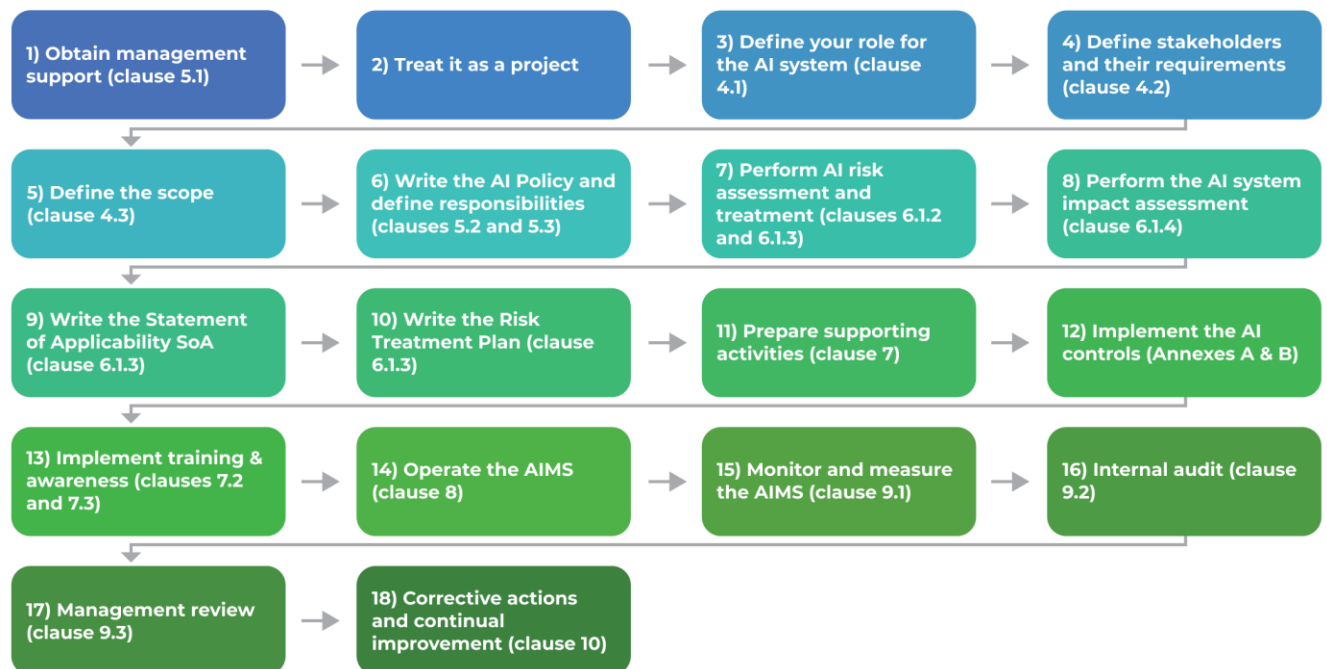 1) Obtain management
support (clause 5.1)
2) Treat it as a project
3) Define your role for
the AI system (clause
4.1)
4) Define stakeholders
and their requirements
(clause 4.2)
5) Define the scope
(clause 4.3)
6) Write the AI Policy and
define responsibilities
(clauses 5.2 and 5.3)
7) Perform AI risk
assessment and
treatment (clauses 6.1.2
and 6.1.3)
8) Perform the AI system
impact assessment
(clause 6.1.4)
9) Write the Statement
of Applicability SoA
(clause 6.1.3)
10) Write the Risk
Treatment Plan (clause
6.1.3)
11) Prepare supporting
activities (clause 7)
12) Implement the AI
controls (Annexes A & B)
13) Implement training &
awareness (clauses 7.2
and 7.3)
14) Operate the AIMS
(clause 8)
15) Monitor and measure
the AIMS (clause 9.1)
16) Internal audit (clause
9.2)
17) Management review
(clause 9.3)
18) Corrective actions
and continual
improvement (clause 10)